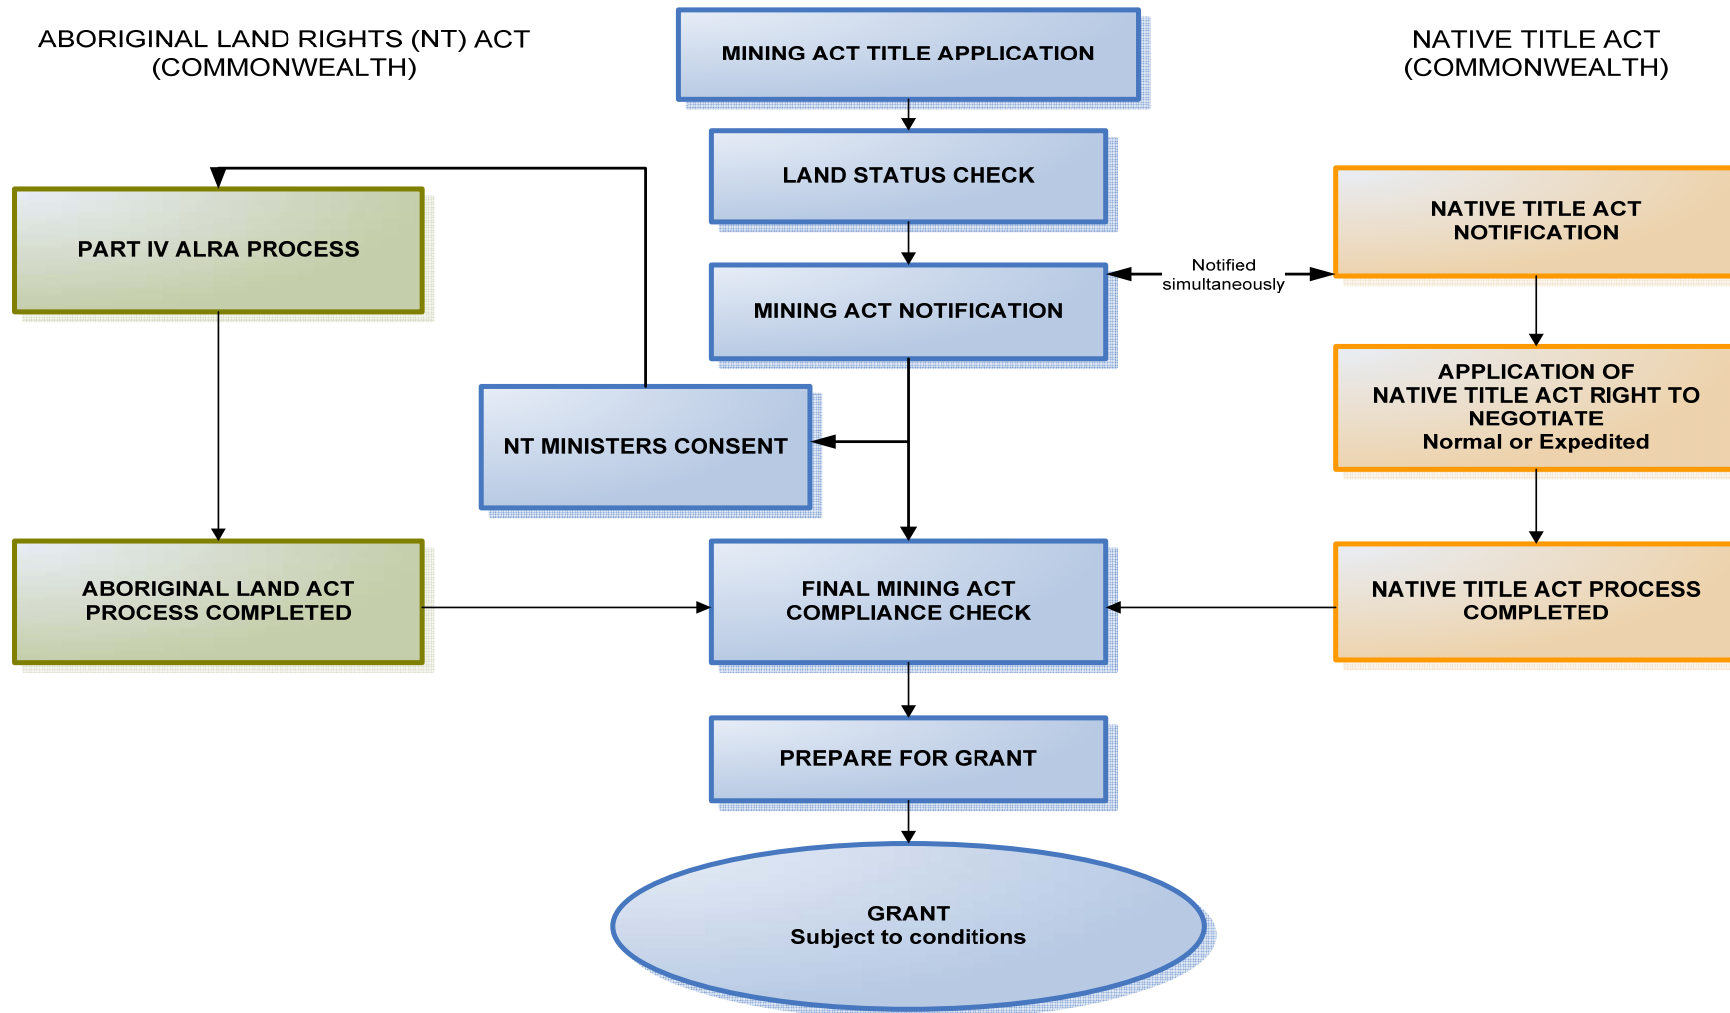 ABORIGINAL LAND RIGHTS (NT) ACT
(COMMONWEALTH)
MINING ACT TITLE APPLICATION
NATIVE TITLE ACT
(COMMONWEALTH)
LAND STATUS CHECK
PART IV ALRA PROCESS
NATIVE TITLE ACT
NOTIFICATION
Notified
simultaneously
MINING ACT NOTIFICATION
APPLICATION OF
NATIVE TITLE ACT RIGHT TO
NEGOTIATE
Normal or Expedited
NT MINISTERS CONSENT
ABORIGINAL LAND ACT
PROCESS COMPLETED
FINAL MINING ACT
COMPLIANCE CHECK
NATIVE TITLE ACT PROCESS
COMPLETED
PREPARE FOR GRANT
GRANT
Subject to conditions